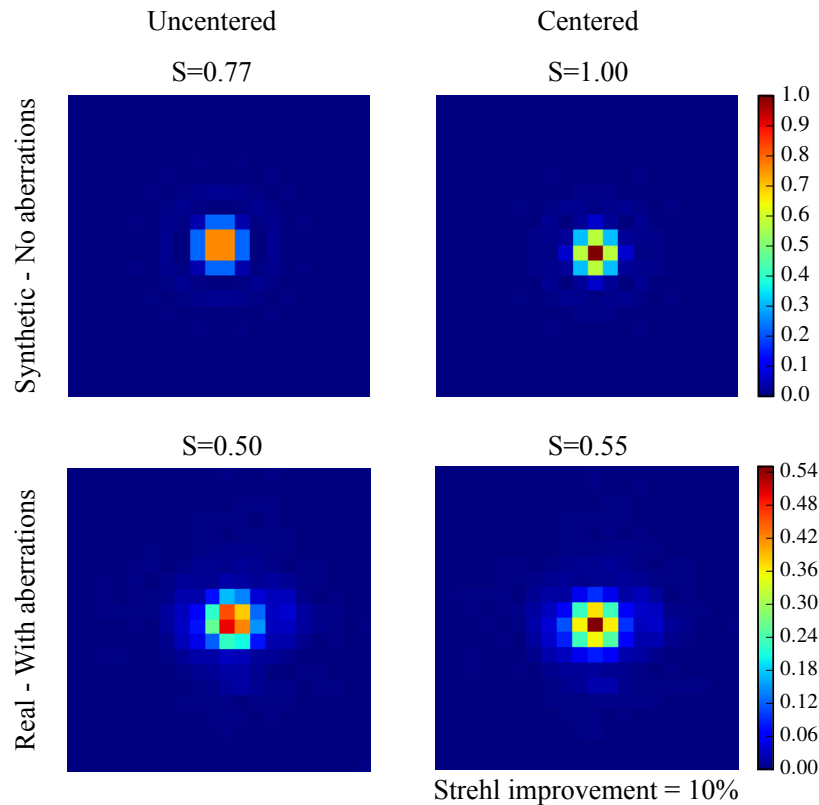 Uncentered
Centered
S=0.77
S=1.00
Synthetic - No aberrations
1.0
0.9
0.8
0.7
0.6
0.5
0.4
0.3
0.2
0.1
0.0
S=0.50
S=0.55
Real - With aberrations
0.54
0.48
0.42
0.36
0.30
0.24
0.18
0.12
0.06
0.00
Strehl improvement = 10%